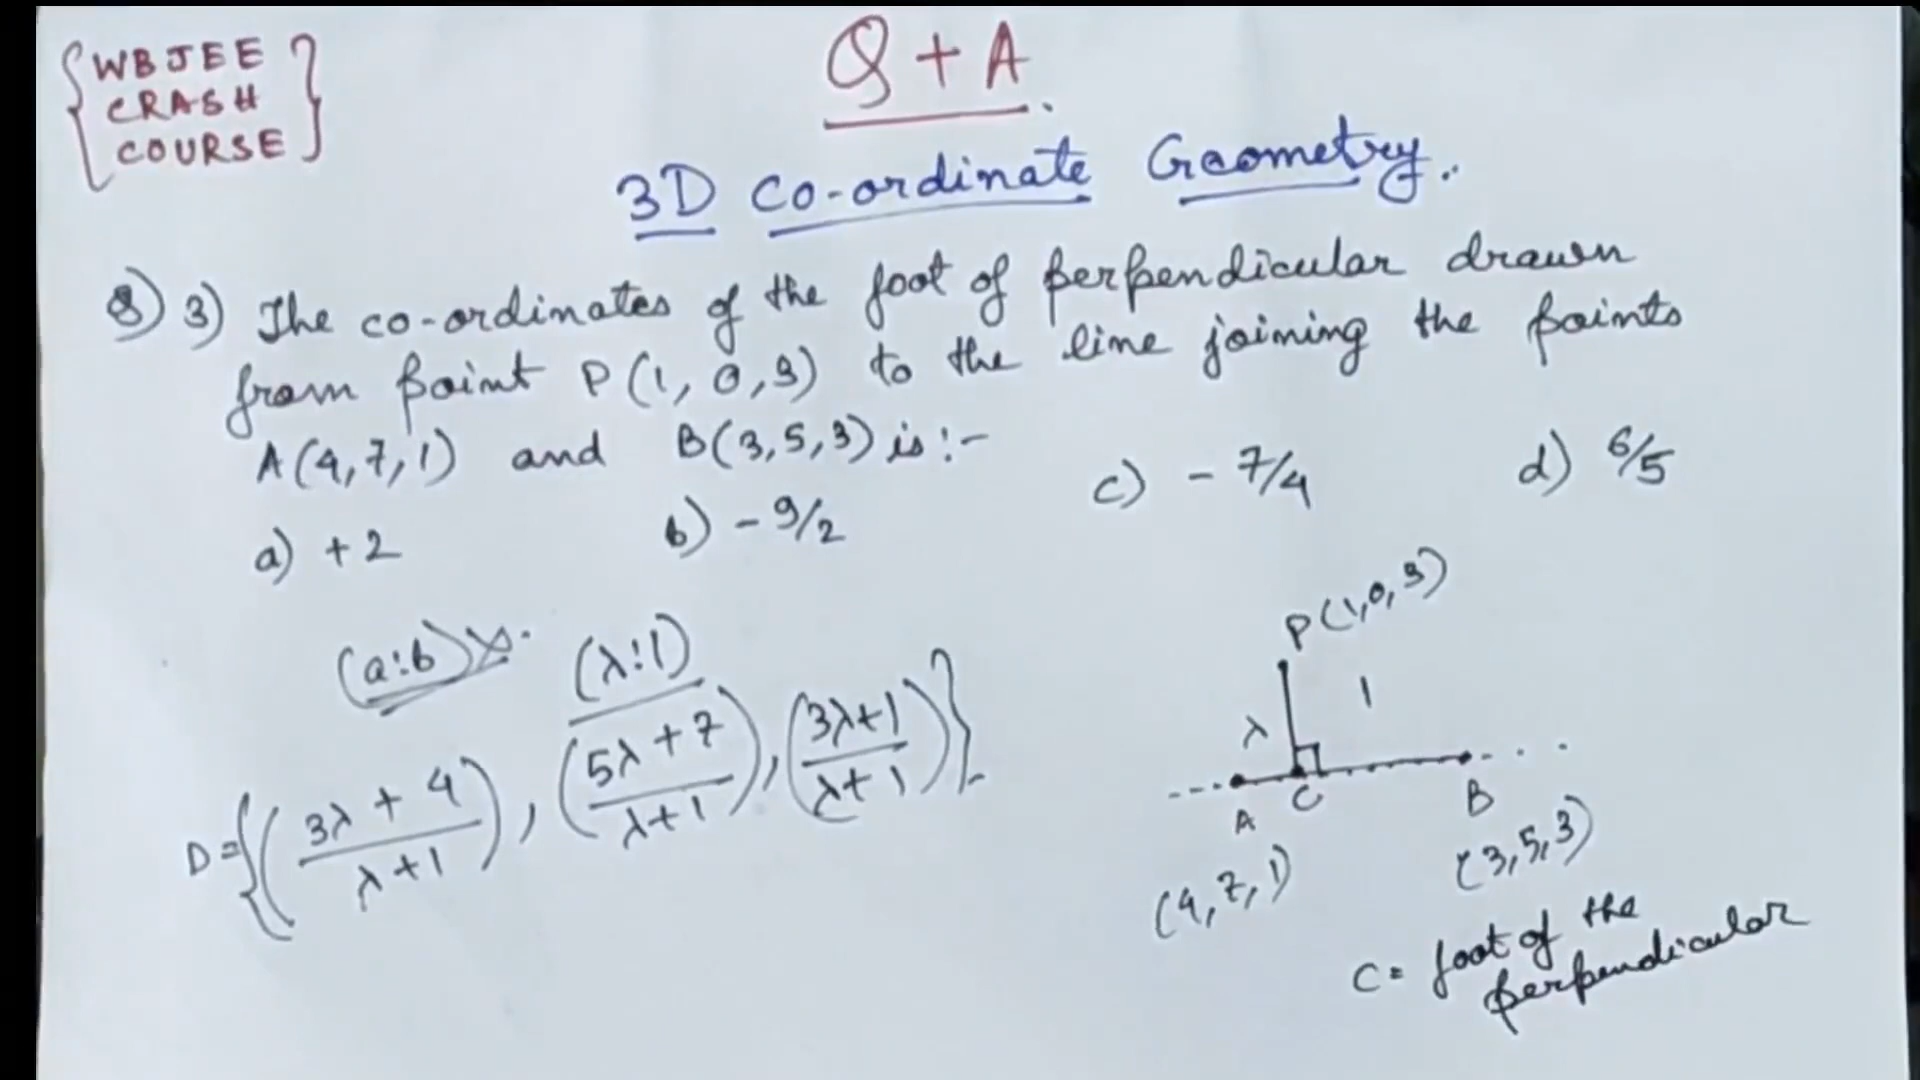 {WBJEE
CRASH
COURSE}
Q + A.
3D Co-ordinate Geometry.
Q) 3) The co-ordinates of the foot of perpendicular drawn
from point P(1, 0, 3) to the line joining the points
A(4, 7, 1) and B(3, 5, 3) is :-
a) +2 b) - 9/2 c) - 7/4 d) 6/5
(a:b) (λ:1)
D = {((3λ + 4)/(λ+1)), ((5λ + 7)/(λ+1)), ((3λ+1)/(λ+1))}
P(1,0,3)
λ 1
A C B
(4,7,1) (3,5,3)
C = foot of the
perpendicular